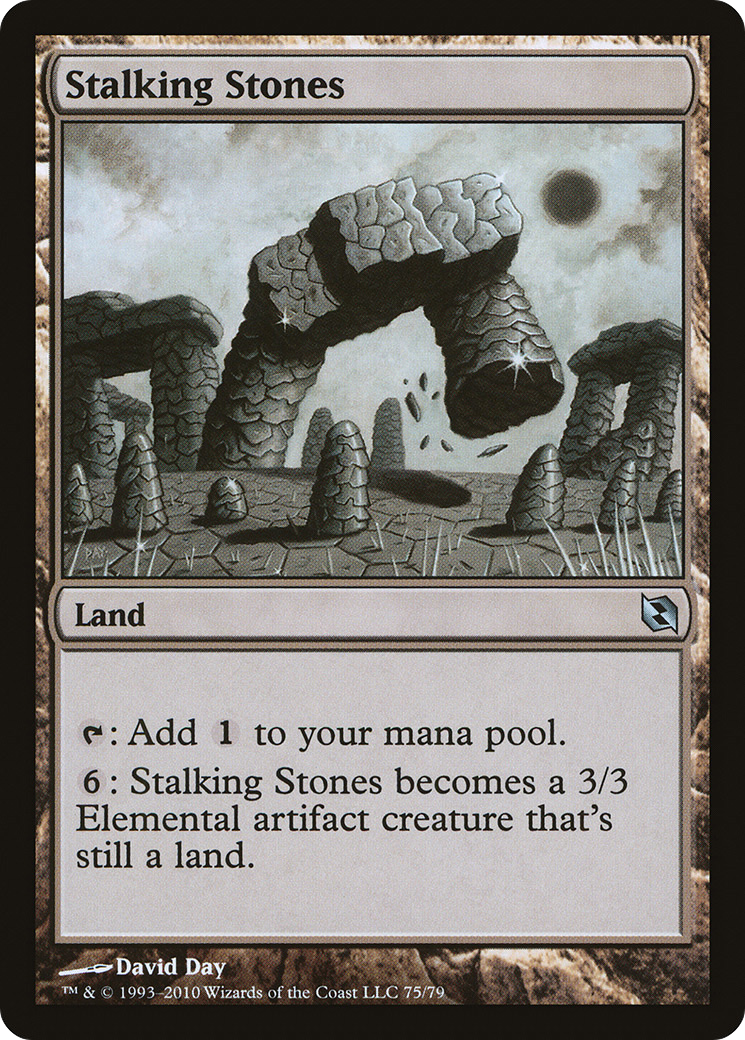 Stalking Stones
DAY
Land
: Add 1 to your mana pool.
6: Stalking Stones becomes a 3/3
Elemental artifact creature that's
still a land.
David Day
™ & © 1993–2010 Wizards of the Coast LLC 75/79